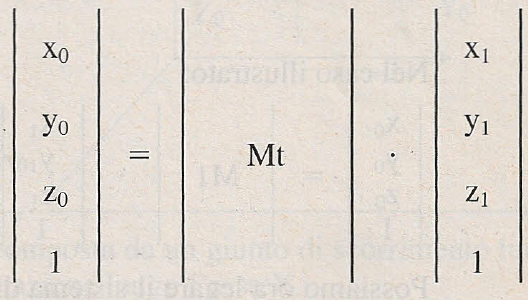 x₀ x₁
y₀ y₁
= Mt ·
z₀ z₁
1 1